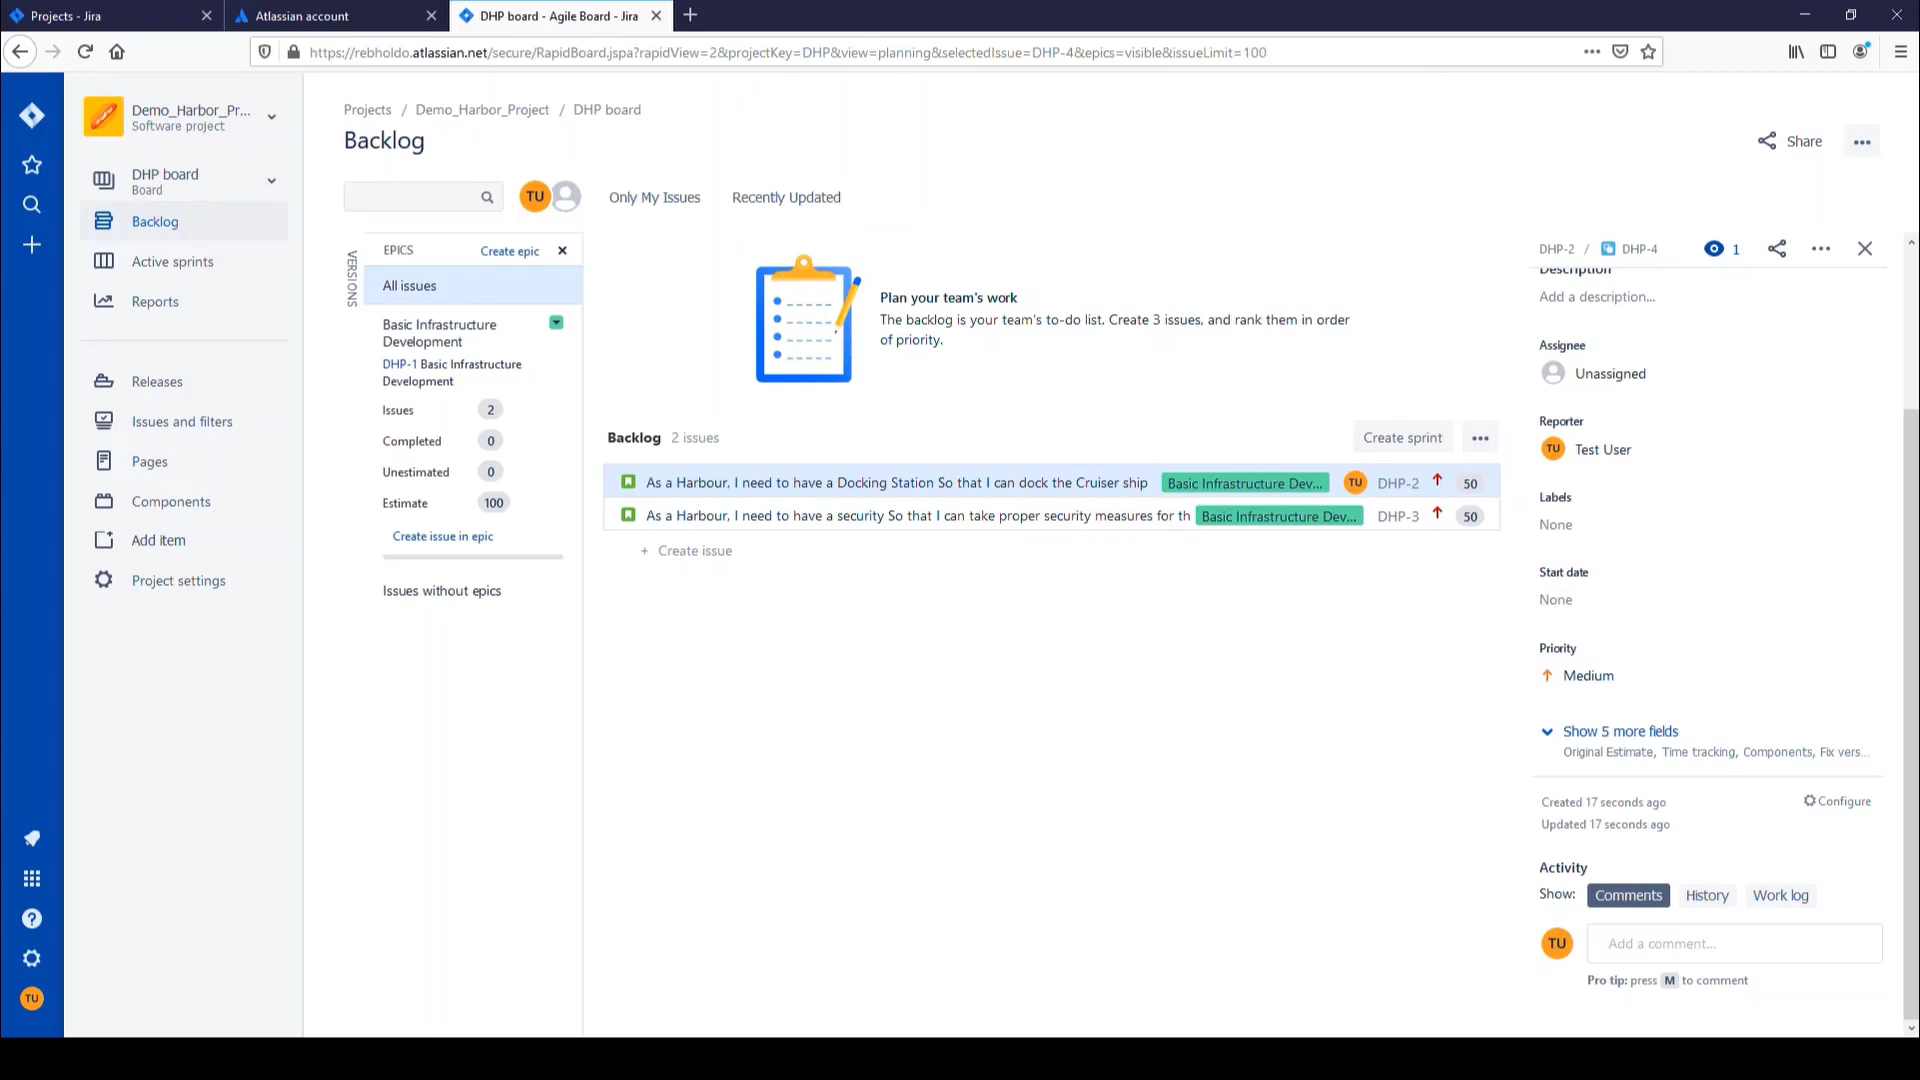 Projects - Jira
Atlassian account
DHP board - Agile Board - Jira
https://rebholdo.atlassian.net/secure/RapidBoard.jspa?rapidView=2&projectKey=DHP&view=planning&selectedIssue=DHP-4&epics=visible&issueLimit=100
Demo_Harbor_Pr...
Software project
DHP board
Board
Backlog
Active sprints
Reports
Releases
Issues and filters
Pages
Components
Add item
Project settings
TU
Projects / Demo_Harbor_Project / DHP board
Backlog
Share
TU
Only My Issues
Recently Updated
VERSIONS
EPICS
Create epic
All issues
Basic Infrastructure
Development
DHP-1 Basic Infrastructure
Development
Issues 2
Completed 0
Unestimated 0
Estimate 100
Create issue in epic
Issues without epics
Plan your team's work
The backlog is your team's to-do list. Create 3 issues, and rank them in order
of priority.
Backlog 2 issues
Create sprint
As a Harbour, I need to have a Docking Station So that I can dock the Cruiser ship Basic Infrastructure Dev... TU DHP-2 50
As a Harbour, I need to have a security So that I can take proper security measures for th Basic Infrastructure Dev... DHP-3 50
+ Create issue
DHP-2 / DHP-4 1
Description
Add a description...
Assignee
Unassigned
Reporter
TU Test User
Labels
None
Start date
None
Priority
Medium
Show 5 more fields
Original Estimate, Time tracking, Components, Fix vers...
Created 17 seconds ago
Configure
Updated 17 seconds ago
Activity
Show: Comments History Work log
TU Add a comment...
Pro tip: press M to comment